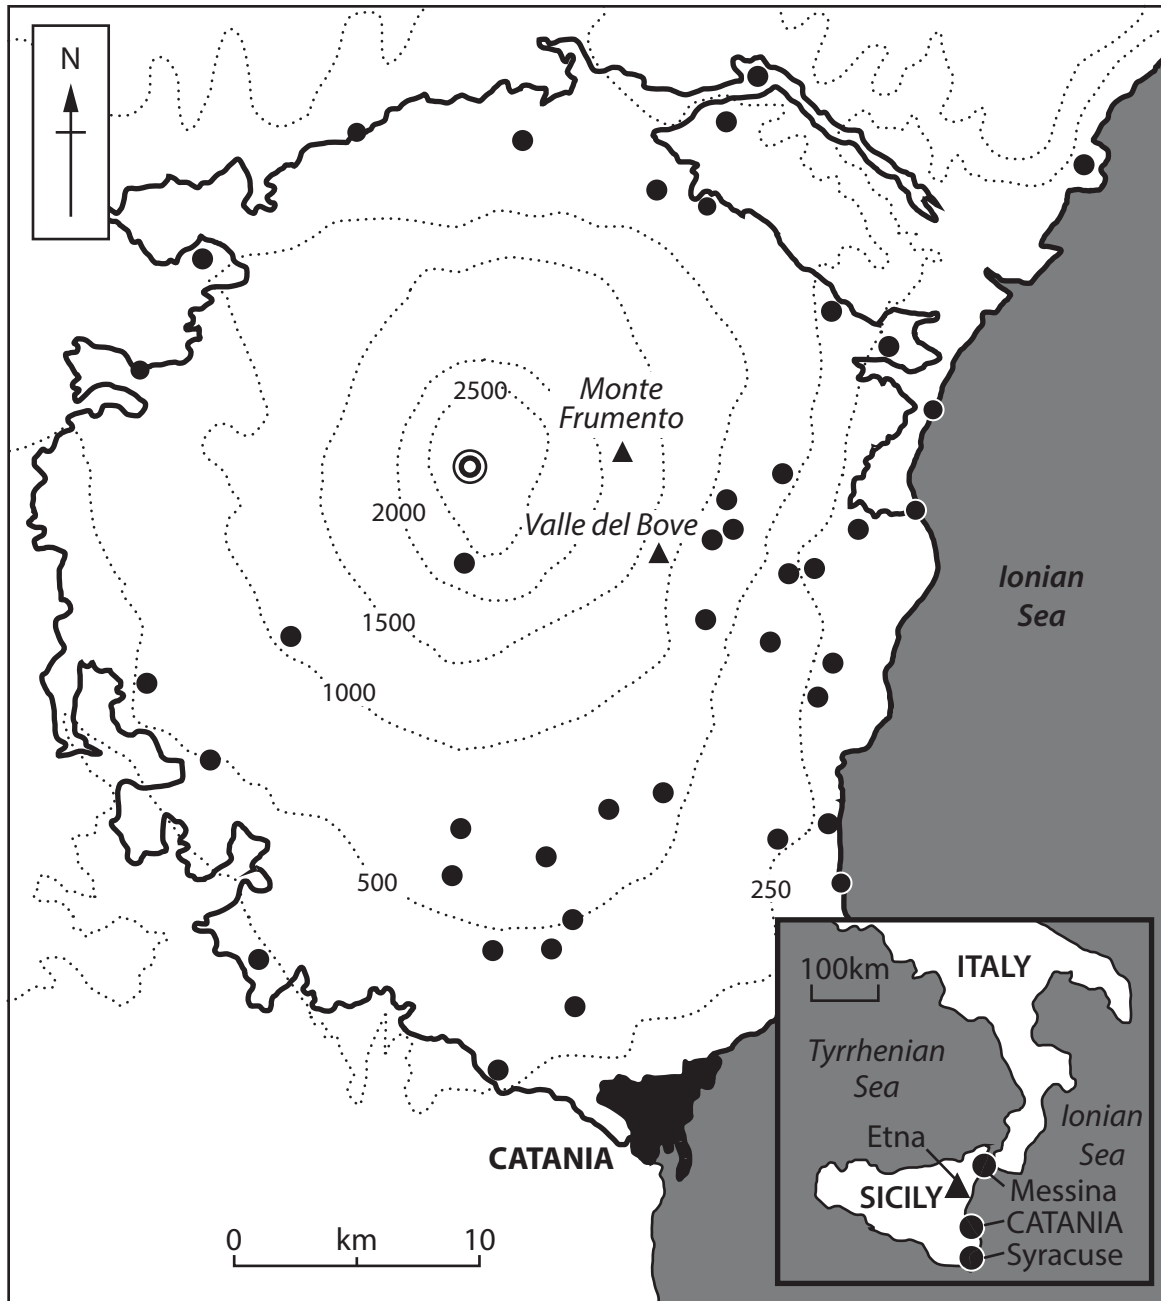 N
2500
Monte
Frumento
2000
Valle del Bove
Ionian
Sea
1500
1000
500
250
CATANIA
0 km 10
100km
ITALY
Tyrrhenian
Sea
Ionian
Sea
Etna
SICILY
Messina
CATANIA
Syracuse